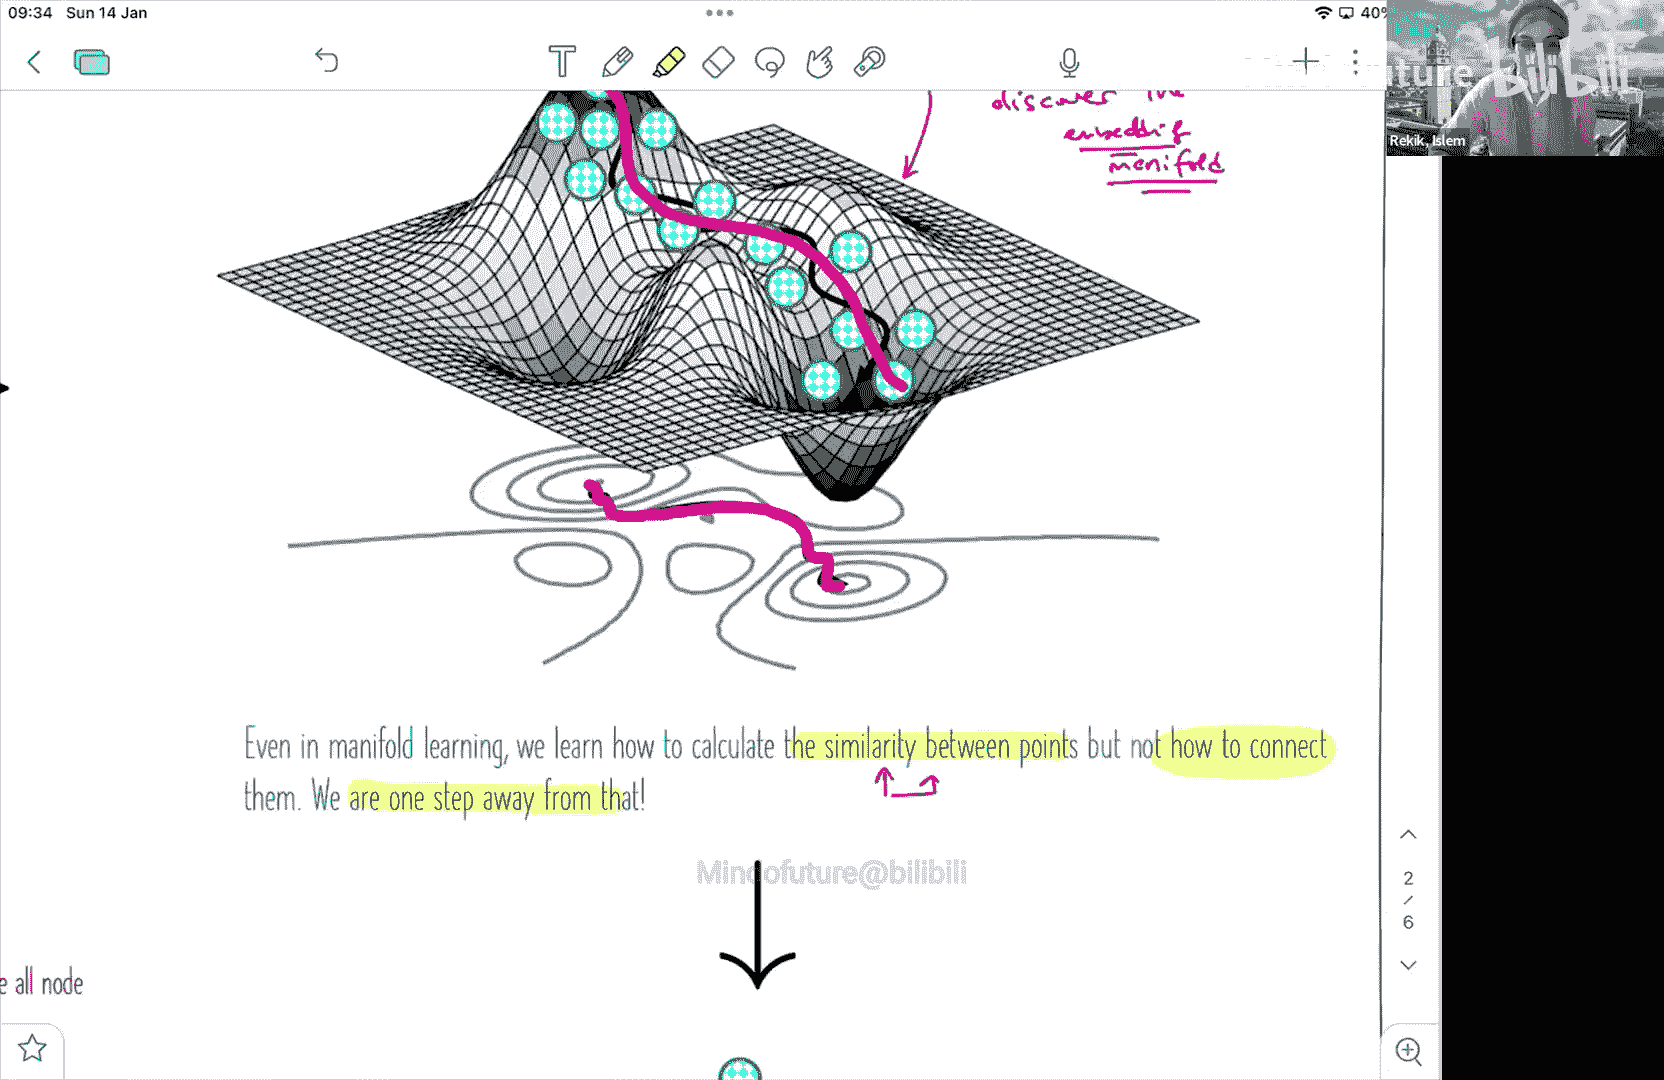 09:34 Sun 14 Jan
40%
ture
bilibili
Rekik, Islem
discover the
embedding
manifold
Even in manifold learning, we learn how to calculate the similarity between points but not how to connect
them. We are one step away from that!
Mindofuture@bilibili
2
/
6
e all node